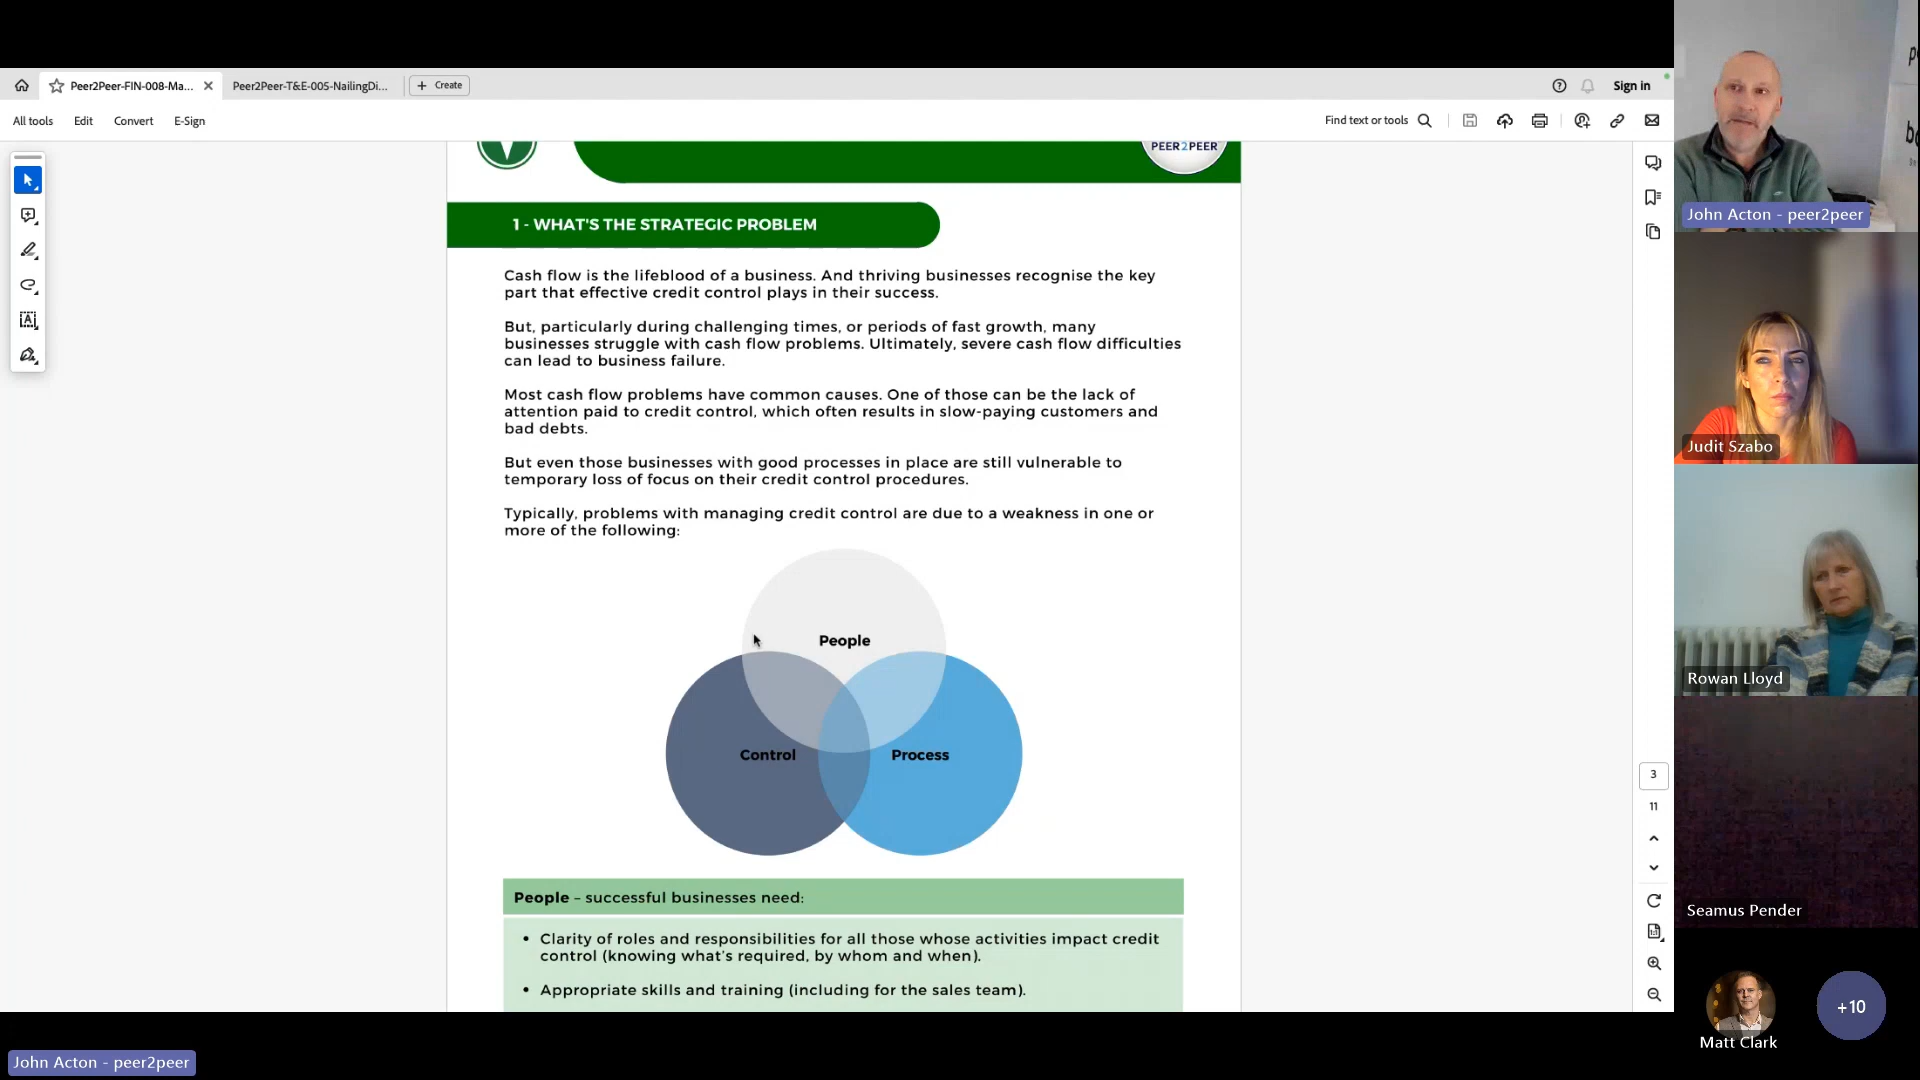 Peer2Peer-FIN-008-Ma...
Peer2Peer-T&E-005-NailingDi...
Create
Sign in
All tools
Edit
Convert
E-Sign
Find text or tools
PEER2PEER
1 - WHAT'S THE STRATEGIC PROBLEM
Cash flow is the lifeblood of a business. And thriving businesses recognise the key
part that effective credit control plays in their success.
But, particularly during challenging times, or periods of fast growth, many
businesses struggle with cash flow problems. Ultimately, severe cash flow difficulties
can lead to business failure.
Most cash flow problems have common causes. One of those can be the lack of
attention paid to credit control, which often results in slow-paying customers and
bad debts.
But even those businesses with good processes in place are still vulnerable to
temporary loss of focus on their credit control procedures.
Typically, problems with managing credit control are due to a weakness in one or
more of the following:
People
Control
Process
People – successful businesses need:
• Clarity of roles and responsibilities for all those whose activities impact credit
control (knowing what's required, by whom and when).
• Appropriate skills and training (including for the sales team).
3
11
John Acton - peer2peer
Judit Szabo
Rowan Lloyd
Seamus Pender
Matt Clark
+10
John Acton - peer2peer